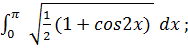 ∫₀^π √(½(1 + cos2x)) dx ;